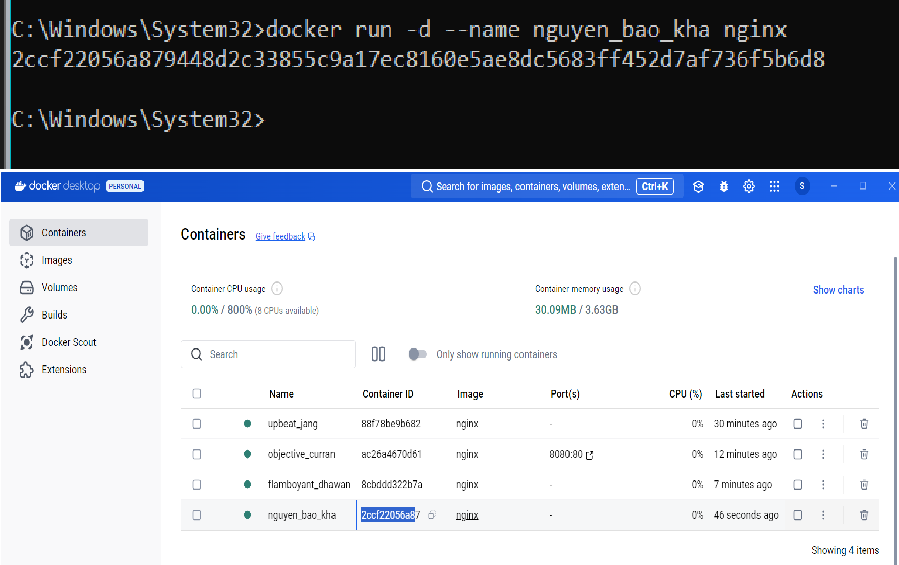 C:\Windows\System32>docker run -d --name nguyen_bao_kha nginx
2ccf22056a879448d2c33855c9a17ec8160e5ae8dc5683ff452d7af736f5b6d8
C:\Windows\System32>
docker desktop PERSONAL Search for images, containers, volumes, exten... Ctrl+K S
Containers
Images
Volumes
Builds
Docker Scout
Extensions
Containers Give feedback
Container CPU usage Container memory usage Show charts
0.00% / 800% (8 CPUs available) 30.09MB / 3.63GB
Search Only show running containers
Name Container ID Image Port(s) CPU (%) Last started Actions
upbeat_jang 88f78be9b682 nginx - 0% 30 minutes ago
objective_curran ac26a4670d61 nginx 8080:80 0% 12 minutes ago
flamboyant_dhawan 8cbddd322b7a nginx - 0% 7 minutes ago
nguyen_bao_kha 2ccf22056a87 nginx - 0% 46 seconds ago
Showing 4 items